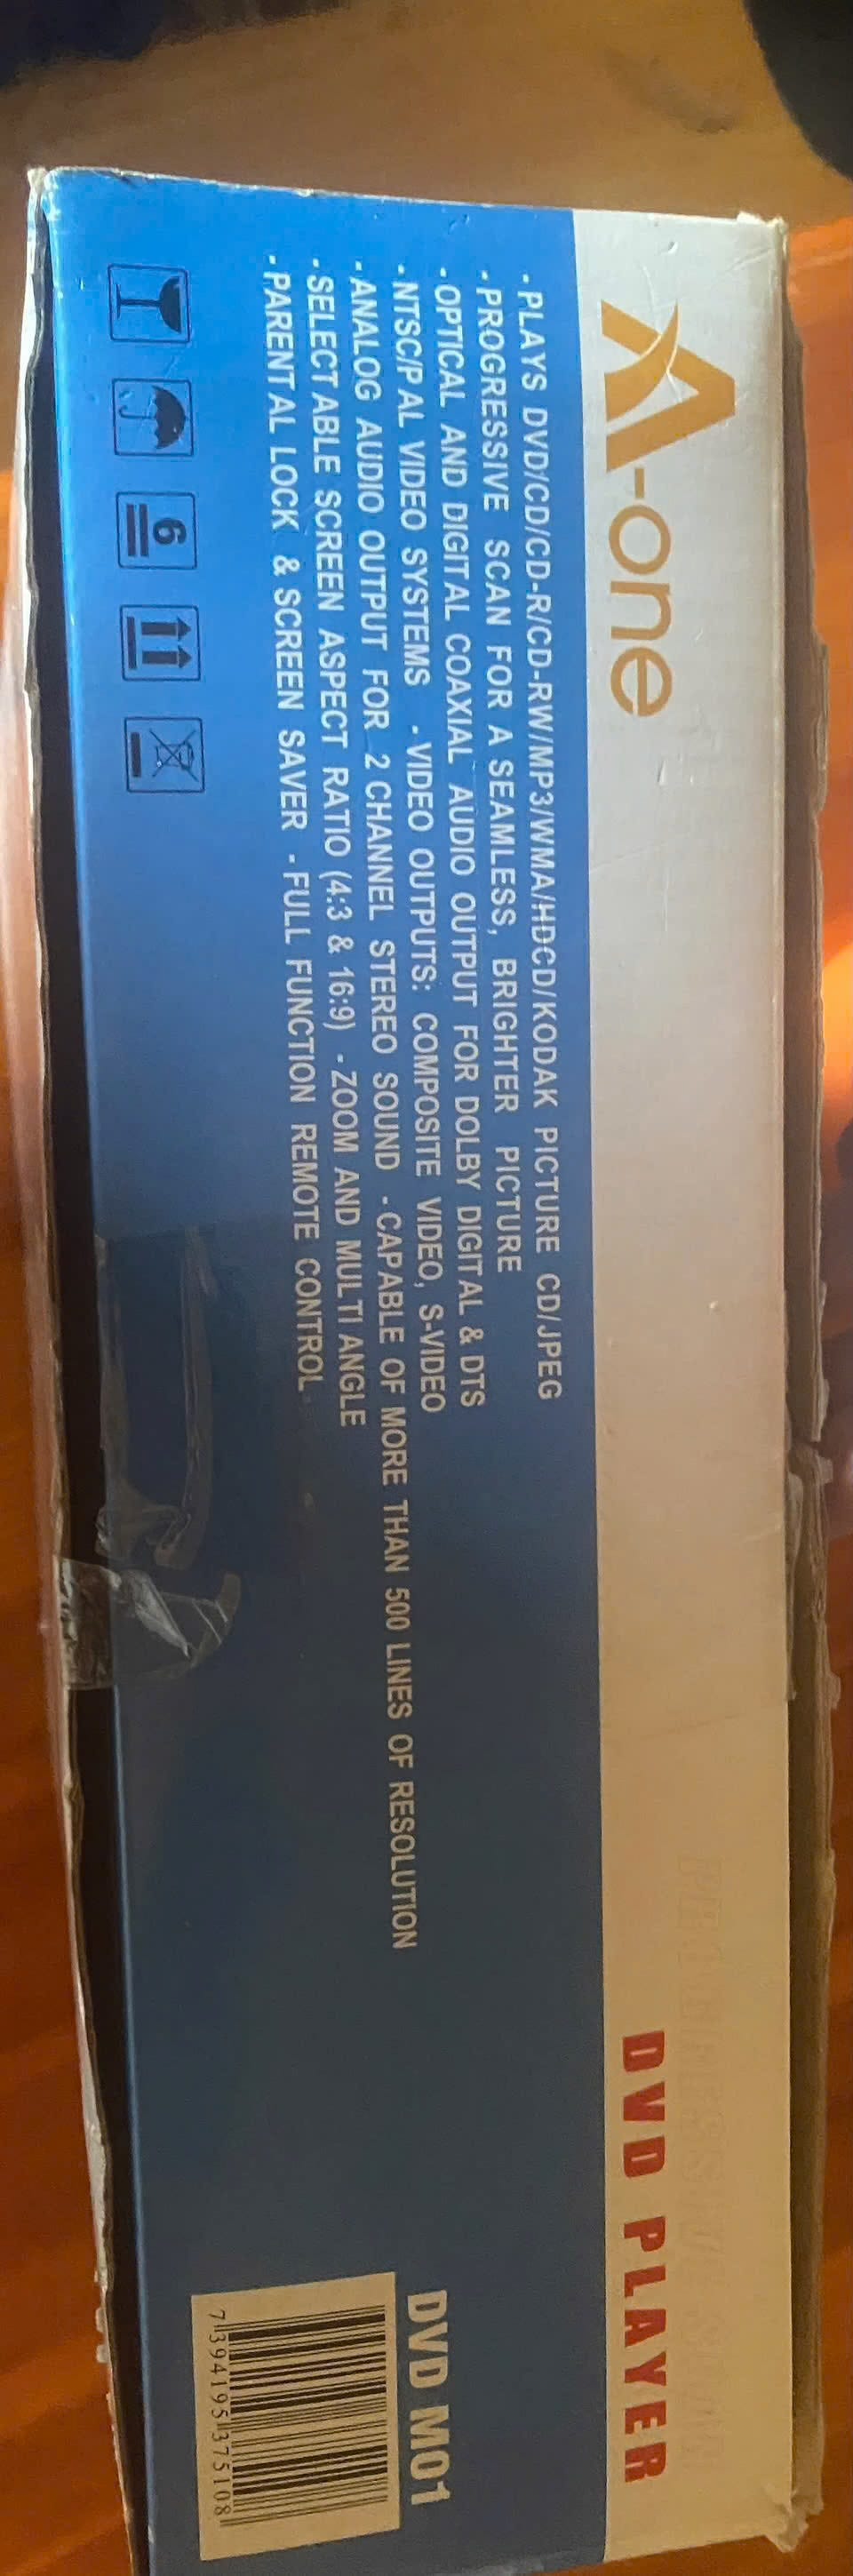 A-one
PROGRESSIVE SCAN
DVD PLAYER
- PLAYS DVD/CD/CD-R/CD-RW/MP3/WMA/HDCD/KODAK PICTURE CD/JPEG
- PROGRESSIVE SCAN FOR A SEAMLESS, BRIGHTER PICTURE
- OPTICAL AND DIGITAL COAXIAL AUDIO OUTPUT FOR DOLBY DIGITAL & DTS
- NTSC/PAL VIDEO SYSTEMS - VIDEO OUTPUTS: COMPOSITE VIDEO, S-VIDEO
- ANALOG AUDIO OUTPUT FOR 2 CHANNEL STEREO SOUND - CAPABLE OF MORE THAN 500 LINES OF RESOLUTION
- SELECTABLE SCREEN ASPECT RATIO (4:3 & 16:9) - ZOOM AND MULTI ANGLE
- PARENTAL LOCK & SCREEN SAVER - FULL FUNCTION REMOTE CONTROL
6
DVD M01
7394195375108